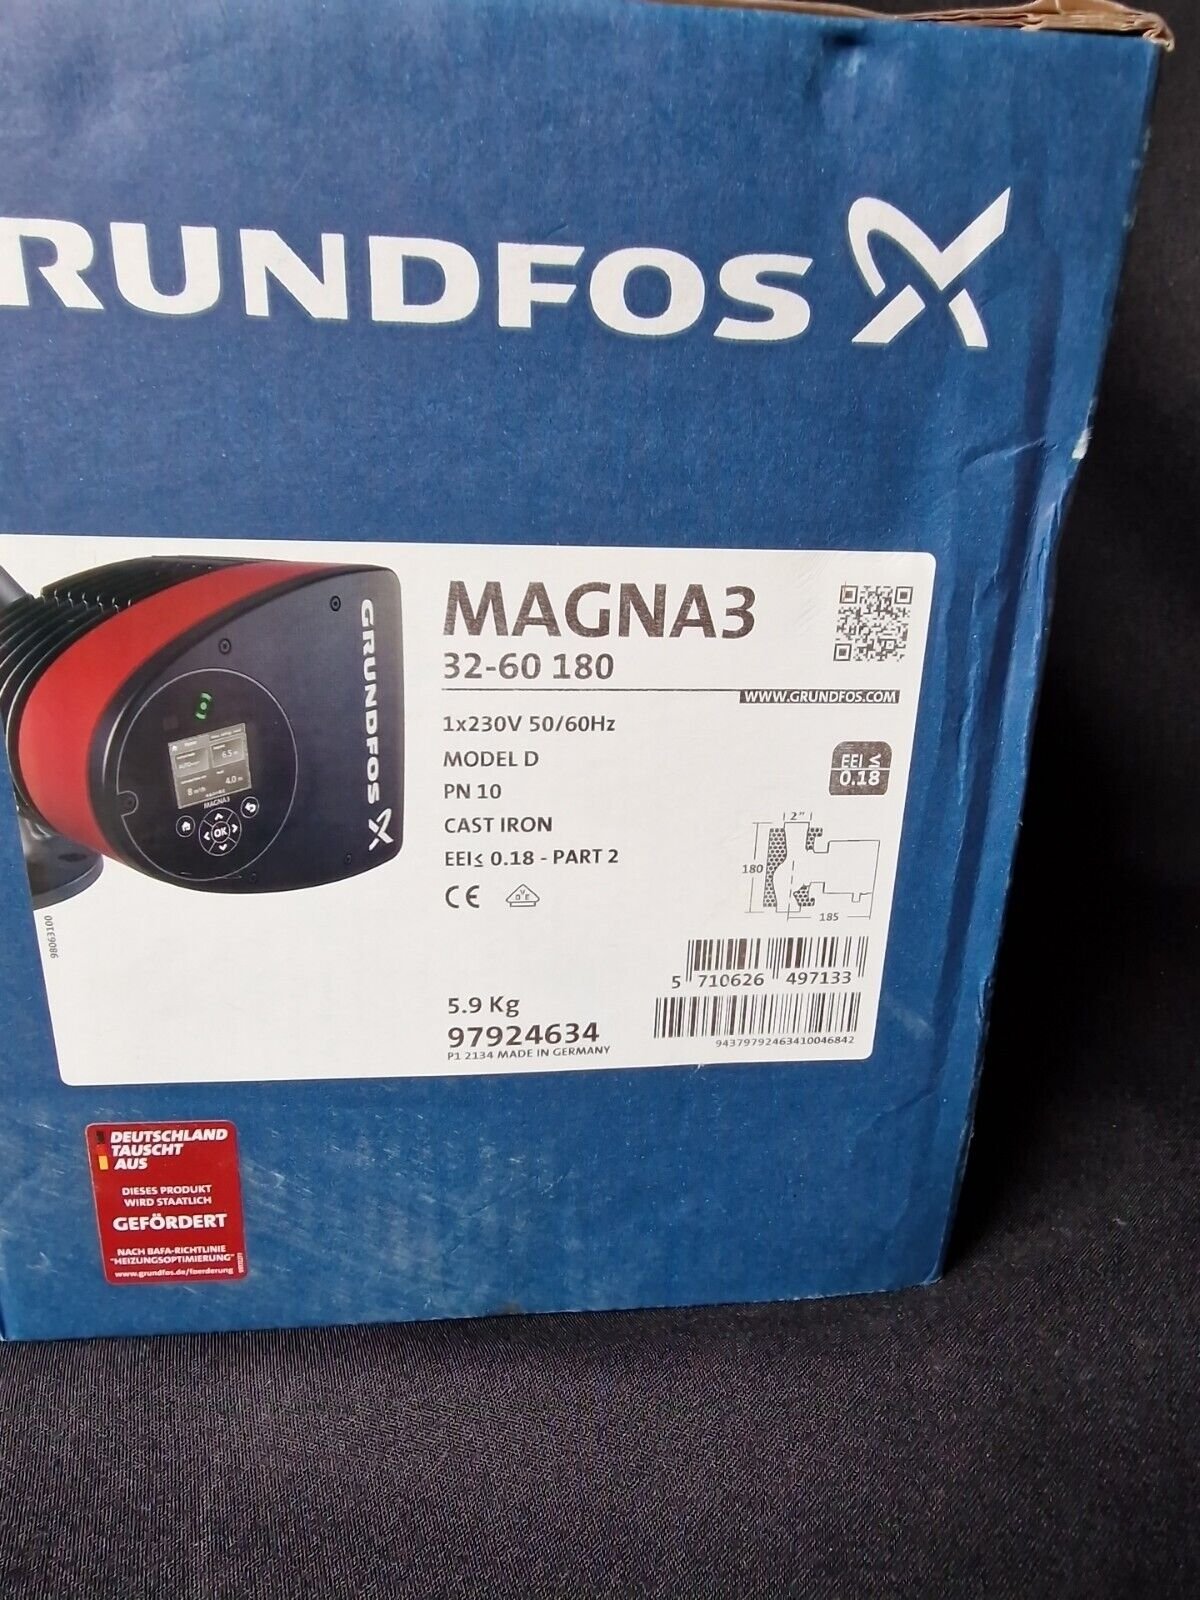 RUNDFOS
GRUNDFOS
MAGNA3
OK
MAGNA3
32-60 180
WWW.GRUNDFOS.COM
1x230V 50/60Hz
MODEL D
PN 10
CAST IRON
EEI≤ 0.18 - PART 2
CE
EEI ≤
0.18
2"
180
185
98063100
5 710626 497133
5.9 Kg
97924634
P1 2134 MADE IN GERMANY
94379792463410046842
DEUTSCHLAND
TAUSCHT
AUS
DIESES PRODUKT
WIRD STAATLICH
GEFÖRDERT
NACH BAFA-RICHTLINIE
"HEIZUNGSOPTIMIERUNG"
www.grundfos.de/foerderung